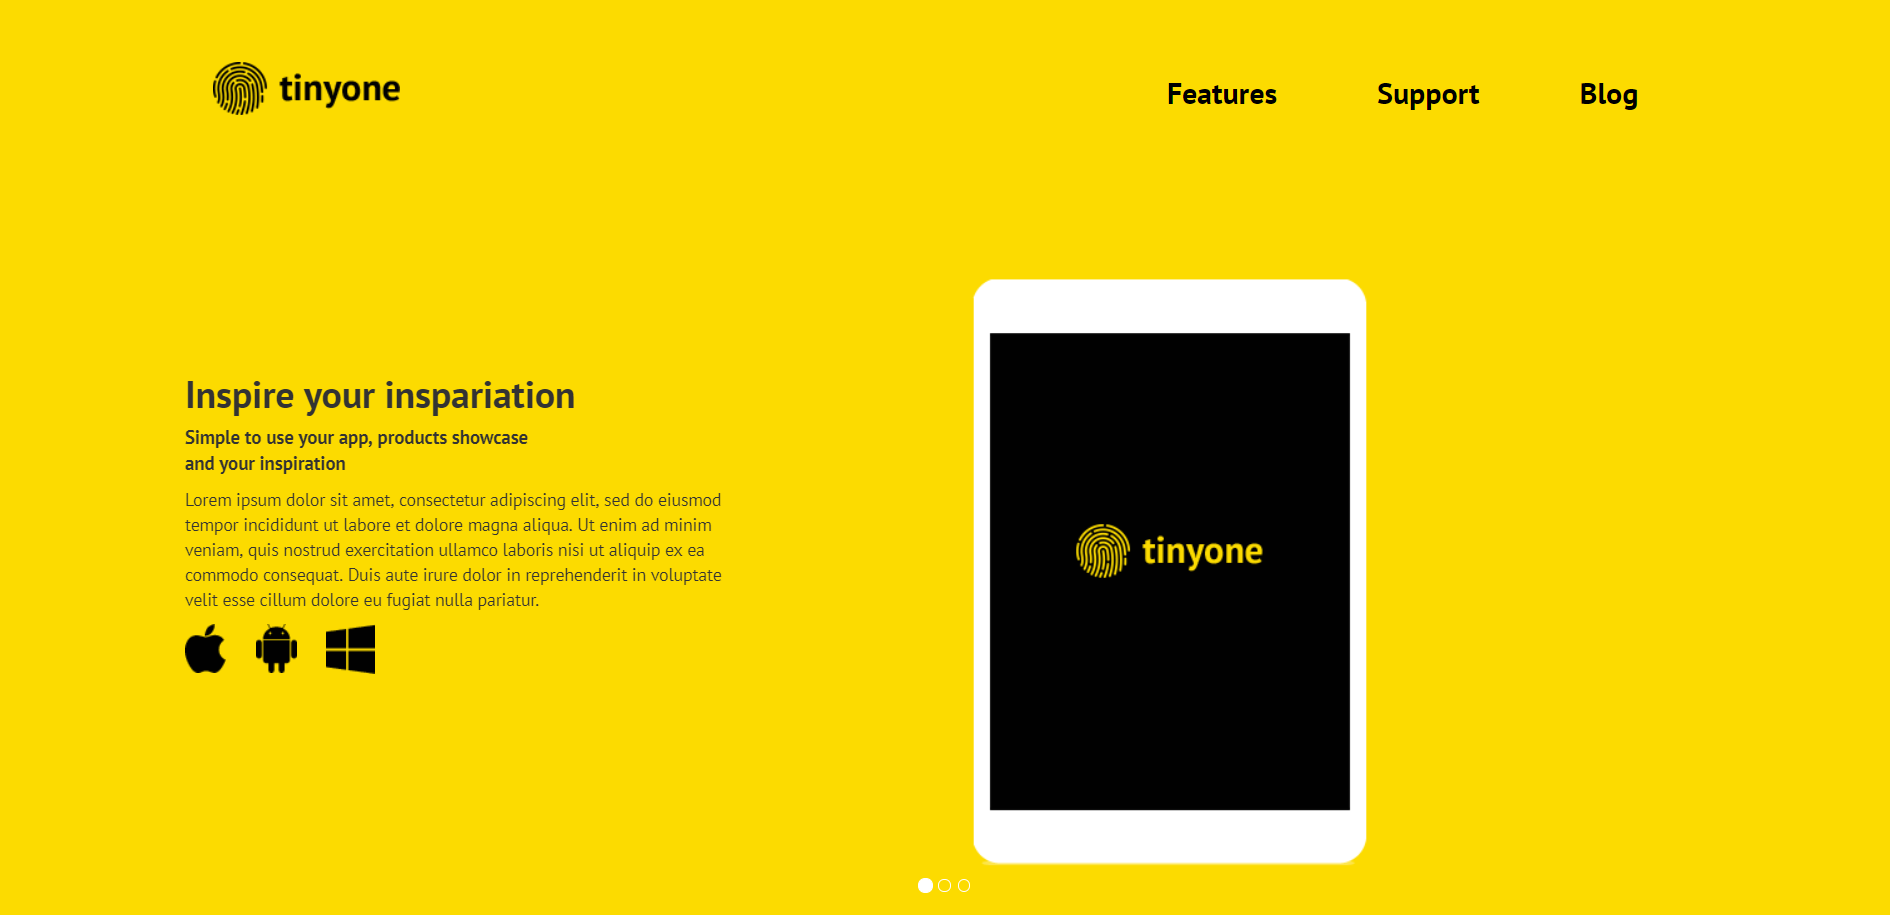 tinyone
Features
Support
Blog
Inspire your inspariation
Simple to use your app, products showcase
and your inspiration
Lorem ipsum dolor sit amet, consectetur adipiscing elit, sed do eiusmod
tempor incididunt ut labore et dolore magna aliqua. Ut enim ad minim
veniam, quis nostrud exercitation ullamco laboris nisi ut aliquip ex ea
commodo consequat. Duis aute irure dolor in reprehenderit in voluptate
velit esse cillum dolore eu fugiat nulla pariatur.
tinyone